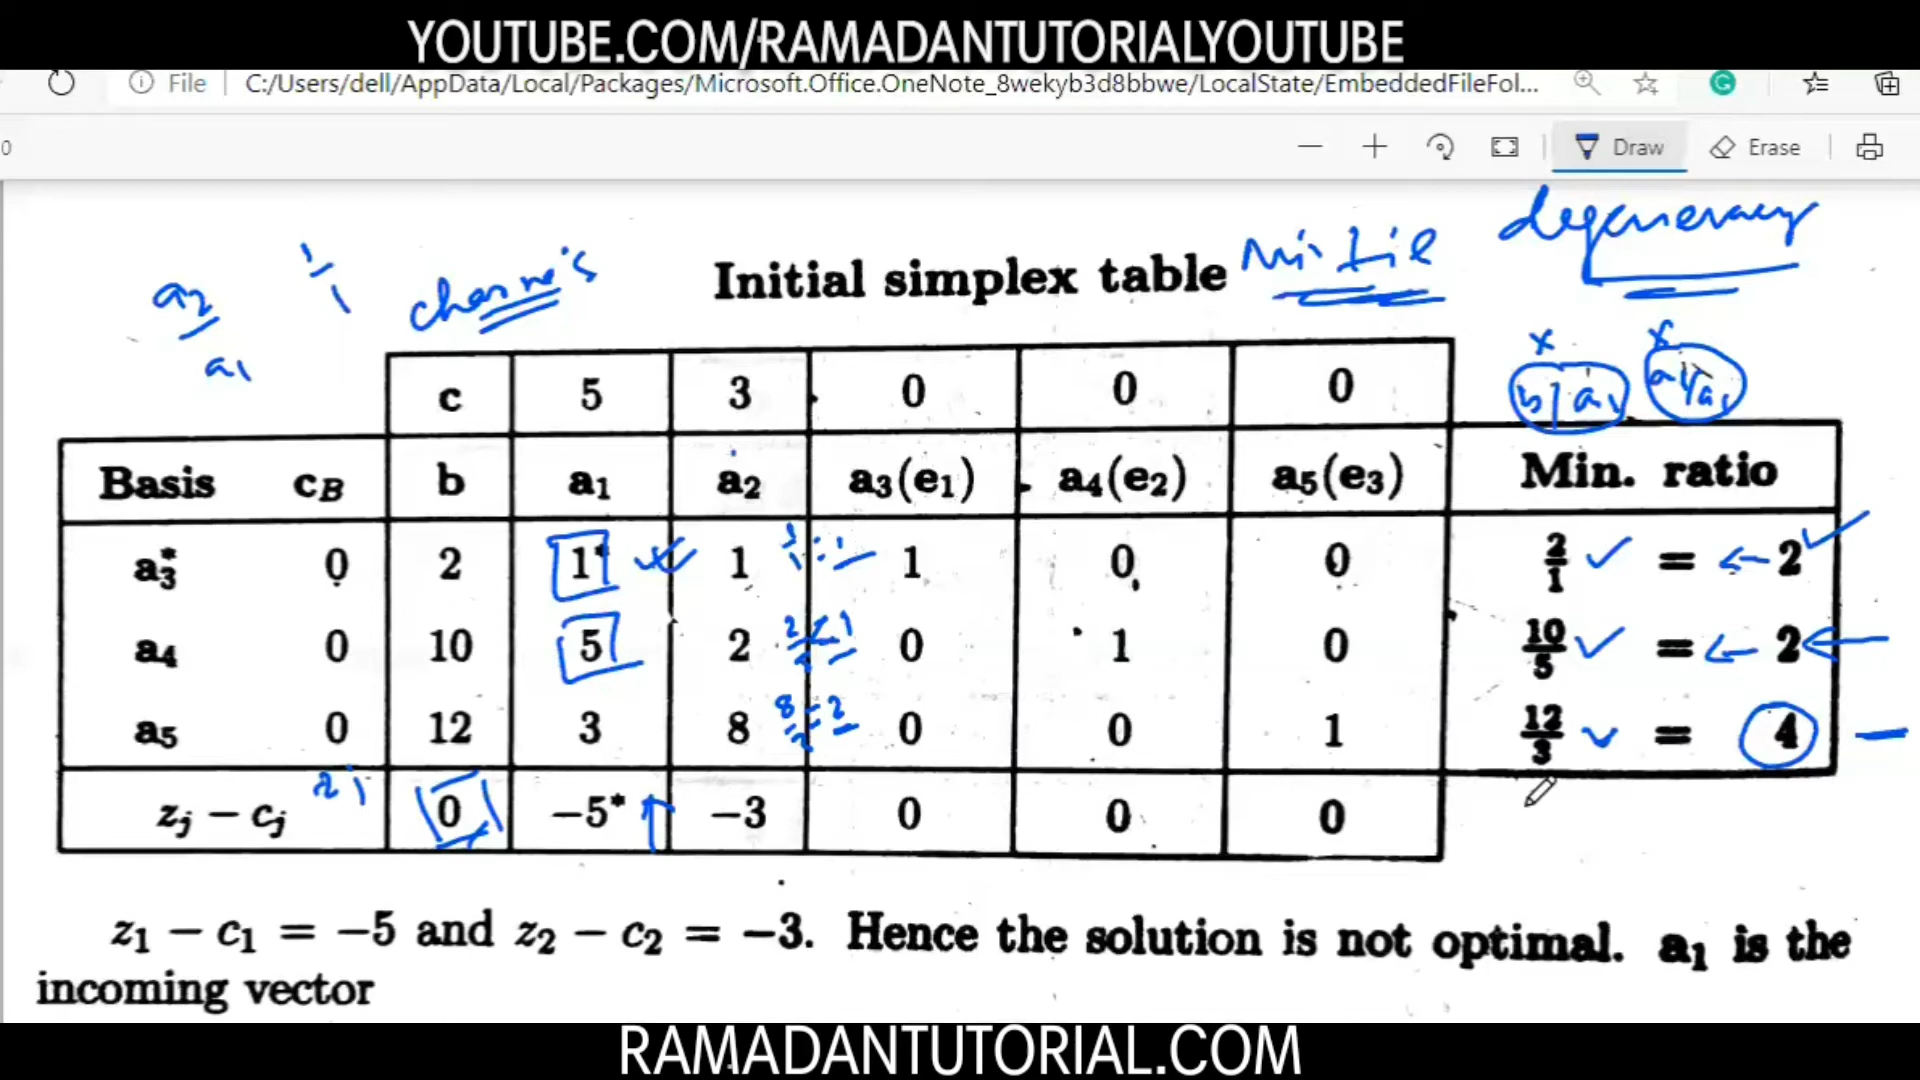 YOUTUBE.COM/RAMADANTUTORIALYOUTUBE
File C:/Users/dell/AppData/Local/Packages/Microsoft.Office.OneNote_8wekyb3d8bbwe/LocalState/EmbeddedFileFol...
0 Draw Erase
degeneracy
Initial simplex table
a2
a1
1/1
c 5 3 0 0 0
b/a1
Basis cB b a1 a2 a3(e1) a4(e2) a5(e3) Min. ratio
a3* 0 2 1* 1 1 0 0 2/1 = 2
a4 0 10 5 2 0 1 0 10/5 = 2
a5 0 12 3 8 0 0 1 12/3 = 4
zj − cj 0 −5* −3 0 0 0
z1 − c1 = −5 and z2 − c2 = −3. Hence the solution is not optimal. a1 is the
incoming vector
RAMADANTUTORIAL.COM